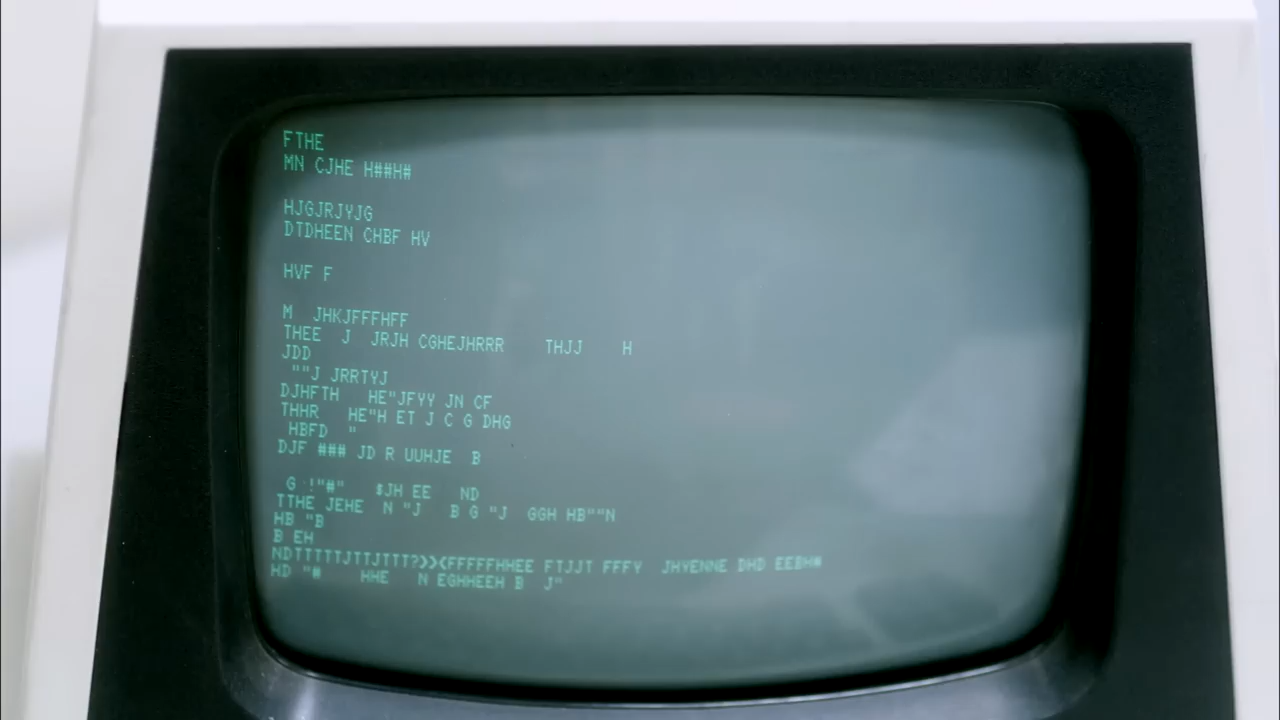 FTHE
MN CJHE H##H#
HJGJRJYJG
DTDHEEN CHBF HV
HVF F
M JHKJFFFHFF
THEE J JRJH CGHEJHRRR THJJ H
JDD
""J JRRTYJ
DJHFTH HE"JFYY JN CF
THHR HE"H ET J C G DHG
HBFD "
DJF ### JD R UUHJE B
G !"#" $JH EE ND
TTHE JEHE N "J B G "J GGH HB""N
HB "B
B EH
NDTTTTTJTTJTTT?>><FFFFFHHEE FTJJT FFFY JHYENNE DHD EEBH#
HD "# HHE N EGHHEEH B J"